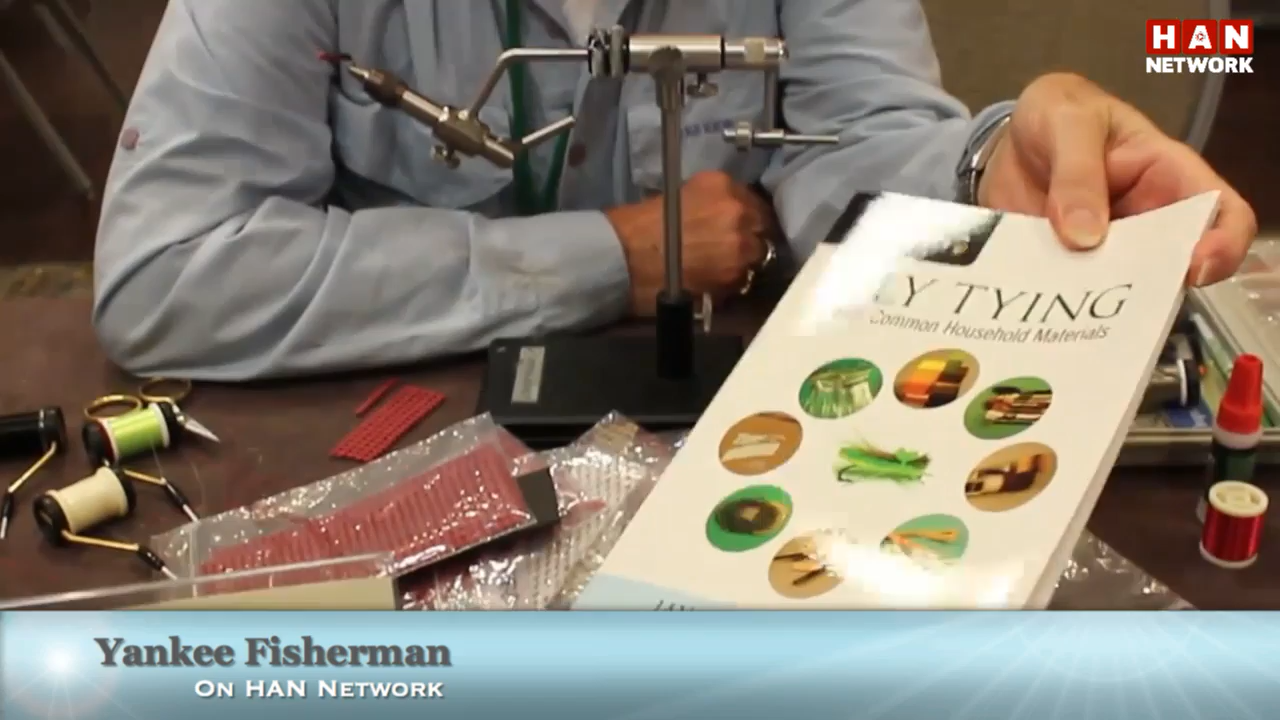 HAN
NETWORK
Y TYING
Common Household Materials
Yankee Fisherman
ON HAN NETWORK